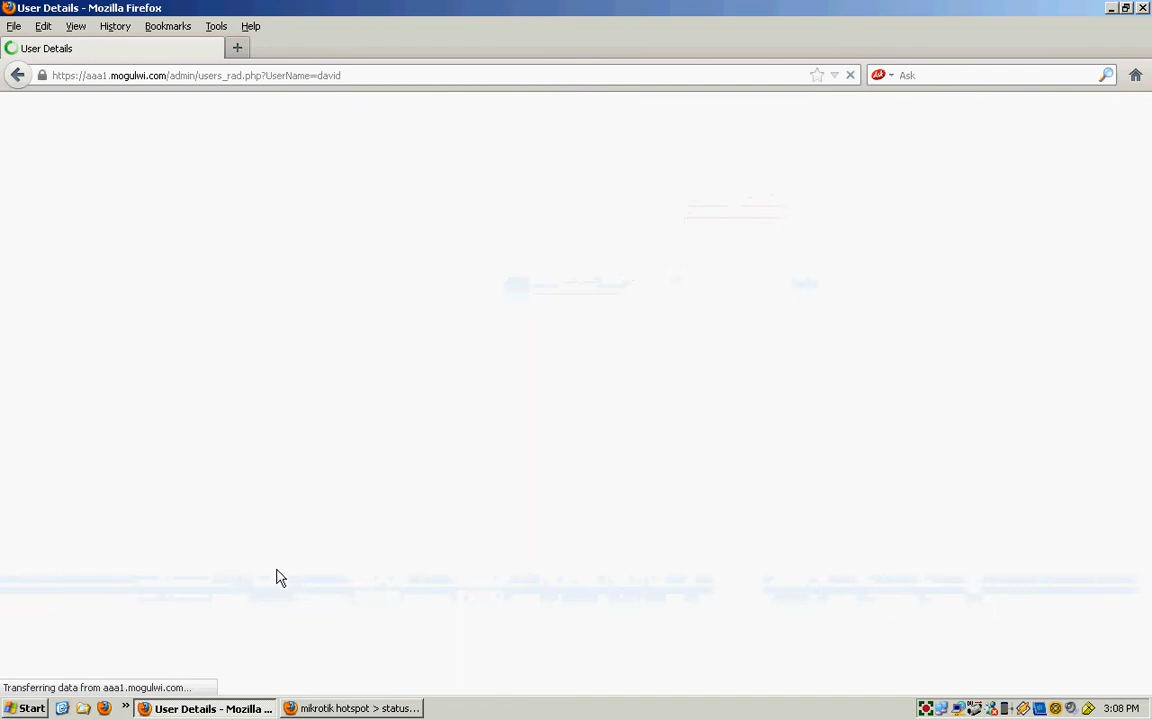 User Details - Mozilla Firefox
File Edit View History Bookmarks Tools Help
User Details
https://aaa1.mogulwi.com/admin/users_rad.php?UserName=david
Ask
Transferring data from aaa1.mogulwi.com...
Start
User Details - Mozilla ...
mikrotik hotspot > status...
3:08 PM